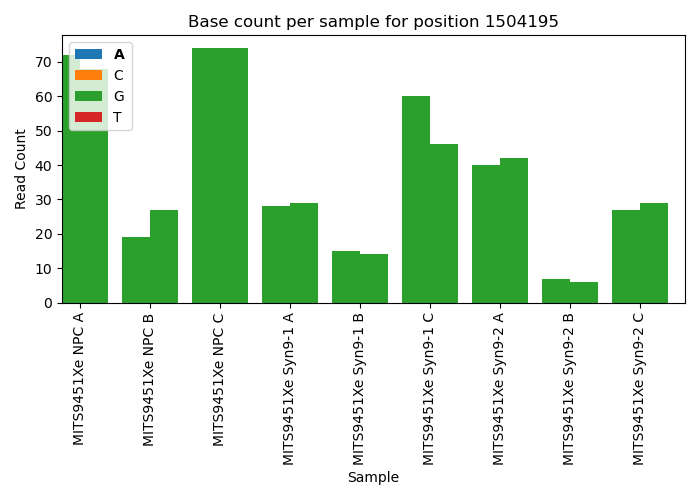 Base count per sample for position 1504195
A
C
G
T
Read Count
70
60
50
40
30
20
10
0
MITS9451Xe NPC A
MITS9451Xe NPC B
MITS9451Xe NPC C
MITS9451Xe Syn9-1 A
MITS9451Xe Syn9-1 B
MITS9451Xe Syn9-1 C
MITS9451Xe Syn9-2 A
MITS9451Xe Syn9-2 B
MITS9451Xe Syn9-2 C
Sample